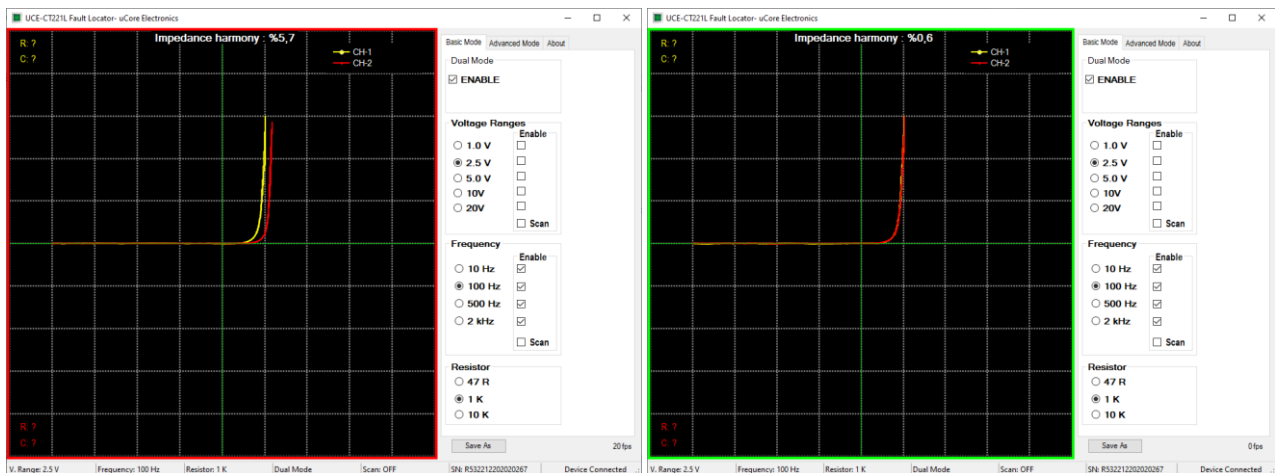 UCE-CT221L Fault Locator- uCore Electronics
R: ?
C: ?
Impedance harmony : %5,7
CH-1
CH-2
R: ?
C: ?
Basic Mode Advanced Mode About
Dual Mode
ENABLE
Voltage Ranges
Enable
1.0 V
2.5 V
5.0 V
10V
20V
Scan
Frequency
Enable
10 Hz
100 Hz
500 Hz
2 kHz
Scan
Resistor
47 R
1 K
10 K
Save As 20 fps
V. Range: 2.5 V Frequency: 100 Hz Resistor: 1 K Dual Mode Scan: OFF SN: R532212202020267 Device Connected
UCE-CT221L Fault Locator- uCore Electronics
R: ?
C: ?
Impedance harmony : %0,6
CH-1
CH-2
R: ?
C: ?
Basic Mode Advanced Mode About
Dual Mode
ENABLE
Voltage Ranges
Enable
1.0 V
2.5 V
5.0 V
10V
20V
Scan
Frequency
Enable
10 Hz
100 Hz
500 Hz
2 kHz
Scan
Resistor
47 R
1 K
10 K
Save As 0 fps
V. Range: 2.5 V Frequency: 100 Hz Resistor: 1 K Dual Mode Scan: OFF SN: R532212202020267 Device Connected